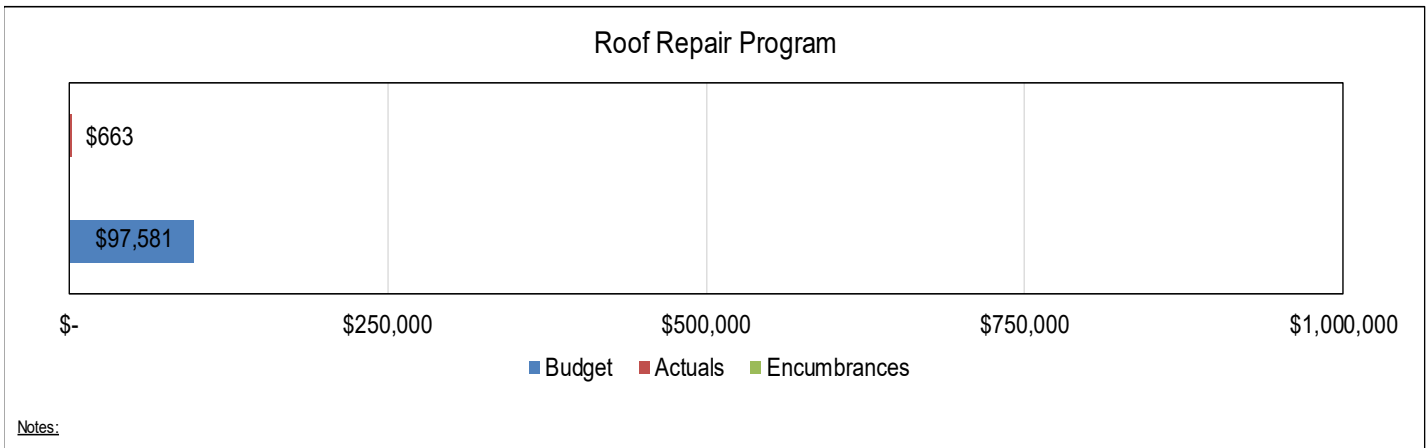 Roof Repair Program
$663
$97,581
$- $250,000 $500,000 $750,000 $1,000,000
Budget Actuals Encumbrances
Notes: